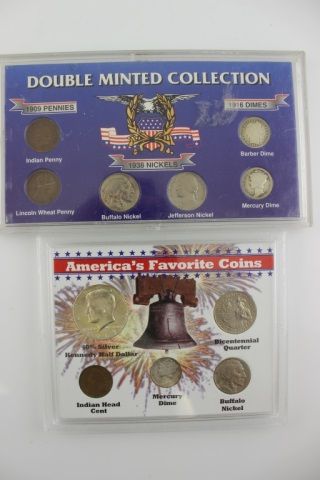 DOUBLE MINTED COLLECTION
1909 PENNIES
1916 DIMES
Indian Penny
Barber Dime
1938 NICKELS
Lincoln Wheat Penny
Buffalo Nickel
Jefferson Nickel
Mercury Dime
America's Favorite Coins
40% Silver
Kennedy Half Dollar
Bicentennial
Quarter
Indian Head
Cent
Mercury
Dime
Buffalo
Nickel